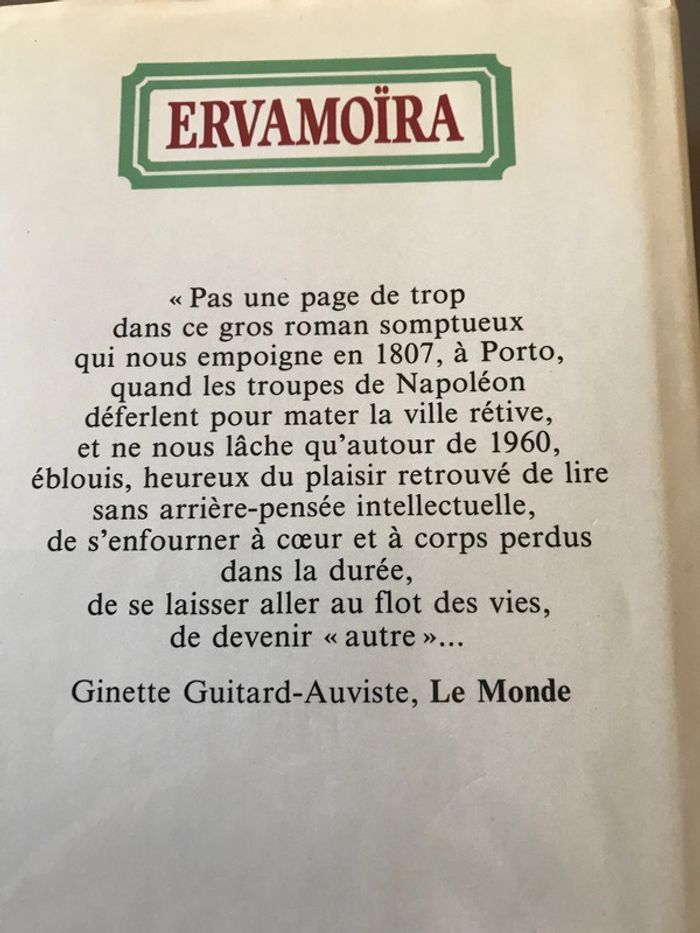 ERVAMOÏRA
« Pas une page de trop
dans ce gros roman somptueux
qui nous empoigne en 1807, à Porto,
quand les troupes de Napoléon
déferlent pour mater la ville rétive,
et ne nous lâche qu’autour de 1960,
éblouis, heureux du plaisir retrouvé de lire
sans arrière-pensée intellectuelle,
de s’enfourner à cœur et à corps perdus
dans la durée,
de se laisser aller au flot des vies,
de devenir « autre »...
Ginette Guitard-Auviste, Le Monde